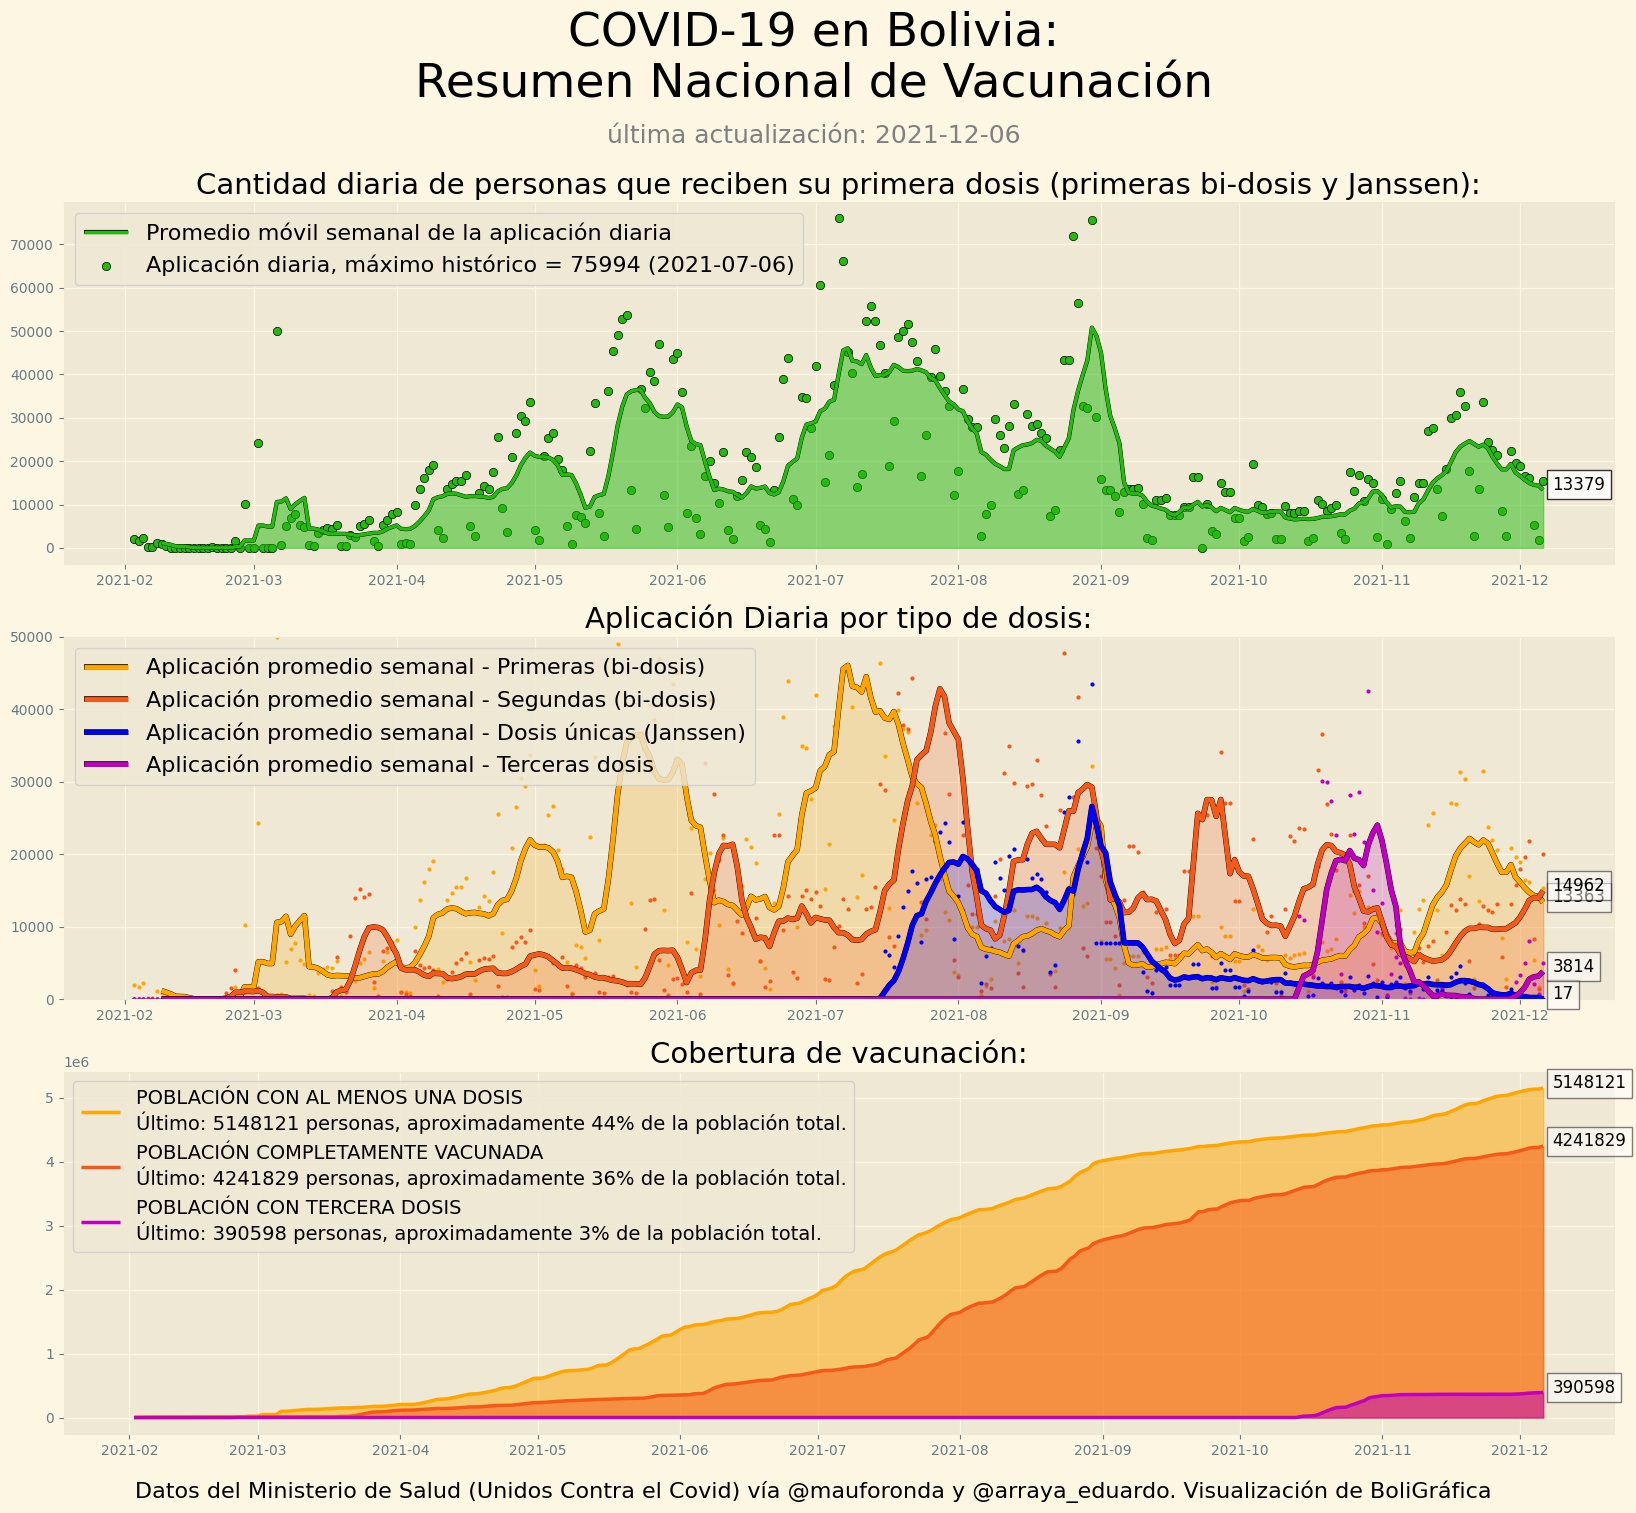 COVID-19 en Bolivia:
Resumen Nacional de Vacunación
última actualización: 2021-12-06
Cantidad diaria de personas que reciben su primera dosis (primeras bi-dosis y Janssen):
Promedio móvil semanal de la aplicación diaria
Aplicación diaria, máximo histórico = 75994 (2021-07-06)
70000
60000
50000
40000
30000
20000
10000
0
13379
2021-02 2021-03 2021-04 2021-05 2021-06 2021-07 2021-08 2021-09 2021-10 2021-11 2021-12
Aplicación Diaria por tipo de dosis:
Aplicación promedio semanal - Primeras (bi-dosis)
Aplicación promedio semanal - Segundas (bi-dosis)
Aplicación promedio semanal - Dosis únicas (Janssen)
Aplicación promedio semanal - Terceras dosis
50000
40000
30000
20000
10000
0
14962
13363
3814
17
2021-02 2021-03 2021-04 2021-05 2021-06 2021-07 2021-08 2021-09 2021-10 2021-11 2021-12
Cobertura de vacunación:
1e6
POBLACIÓN CON AL MENOS UNA DOSIS
Último: 5148121 personas, aproximadamente 44% de la población total.
POBLACIÓN COMPLETAMENTE VACUNADA
Último: 4241829 personas, aproximadamente 36% de la población total.
POBLACIÓN CON TERCERA DOSIS
Último: 390598 personas, aproximadamente 3% de la población total.
5
4
3
2
1
0
5148121
4241829
390598
2021-02 2021-03 2021-04 2021-05 2021-06 2021-07 2021-08 2021-09 2021-10 2021-11 2021-12
Datos del Ministerio de Salud (Unidos Contra el Covid) vía @mauforonda y @arraya_eduardo. Visualización de BoliGráfica